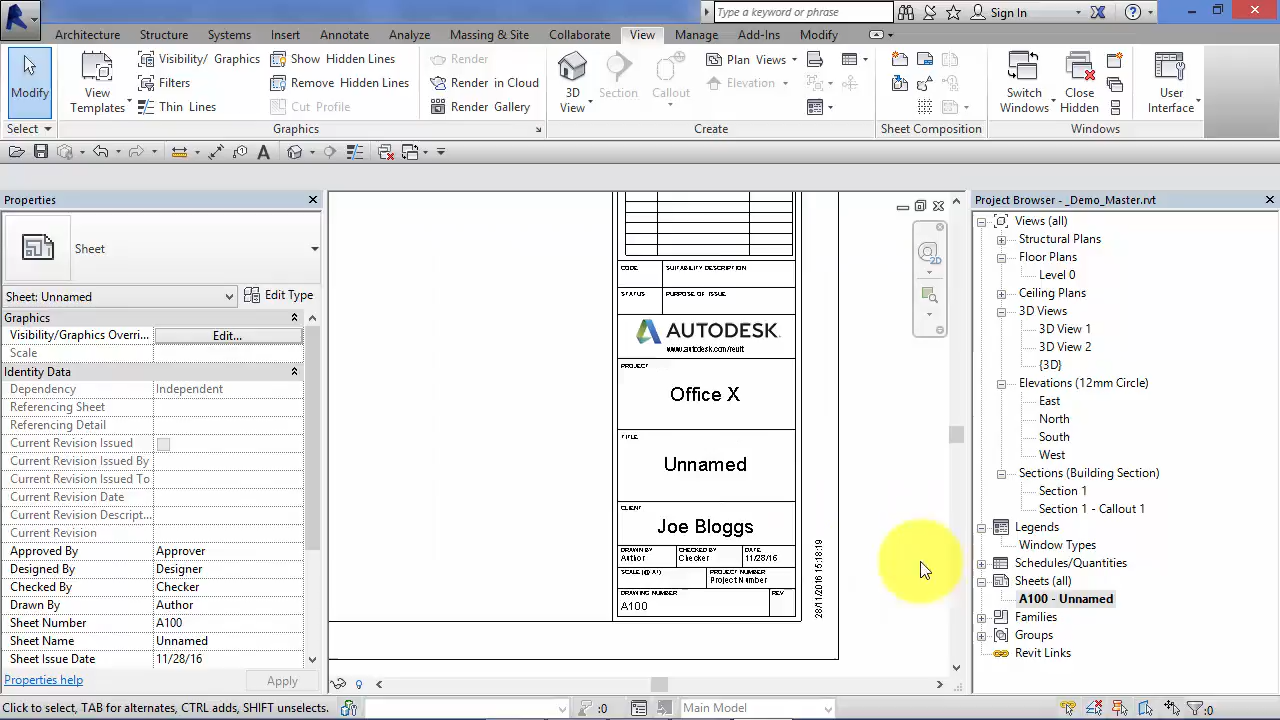 Type a keyword or phrase
Sign In
Architecture Structure Systems Insert Annotate Analyze Massing & Site Collaborate View Manage Add-Ins Modify
Modify
View Templates
Visibility/ Graphics
Filters
Thin Lines
Show Hidden Lines
Remove Hidden Lines
Cut Profile
Render
Render in Cloud
Render Gallery
3D View
Section
Callout
Plan Views
Elevation
Switch Windows
Close Hidden
User Interface
Select
Graphics
Create
Sheet Composition
Windows
Properties
Sheet
Sheet: Unnamed
Edit Type
Graphics
Visibility/Graphics Overri... Edit...
Scale
Identity Data
Dependency Independent
Referencing Sheet
Referencing Detail
Current Revision Issued
Current Revision Issued By
Current Revision Issued To
Current Revision Date
Current Revision Descript...
Current Revision
Approved By Approver
Designed By Designer
Checked By Checker
Drawn By Author
Sheet Number A100
Sheet Name Unnamed
Sheet Issue Date 11/28/16
Properties help
Apply
CODE SUITABILITY DESCRIPTION
STATUS PURPOSE OF ISSUE
AUTODESK.
www.autodesk.com/revit
PROJECT
Office X
TITLE
Unnamed
CLIENT
Joe Bloggs
DRAWN BY CHECKED BY DATE
Author Checker 11/28/16
SCALE (@ A1) PROJECT NUMBER
Project Number
DRAWING NUMBER REV
A100
28/11/2016 15:18:19
2D
Project Browser - _Demo_Master.rvt
Views (all)
Structural Plans
Floor Plans
Level 0
Ceiling Plans
3D Views
3D View 1
3D View 2
{3D}
Elevations (12mm Circle)
East
North
South
West
Sections (Building Section)
Section 1
Section 1 - Callout 1
Legends
Window Types
Schedules/Quantities
Sheets (all)
A100 - Unnamed
Families
Groups
Revit Links
Click to select, TAB for alternates, CTRL adds, SHIFT unselects.
:0
Main Model
:0